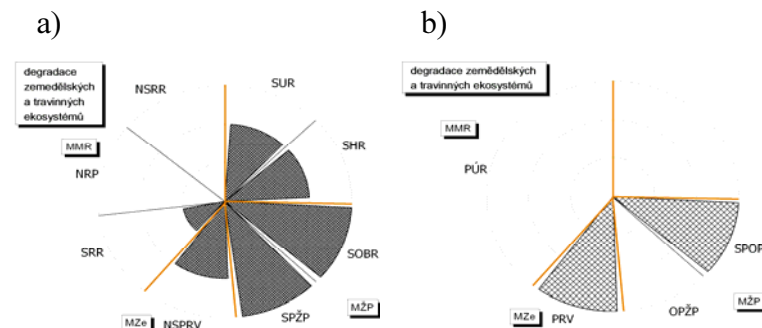 a)
degradace
zemedělských
a travinných
ekosystémů
NSRR
SUR
MMR
SHR
NRP
SRR
SOBR
MŽP
SPŽP
MZe
NSPRV
b)
degradace zemědělských
a travinných ekosystémů
MMR
PÚR
SPOP
MŽP
OPŽP
PRV
MZe